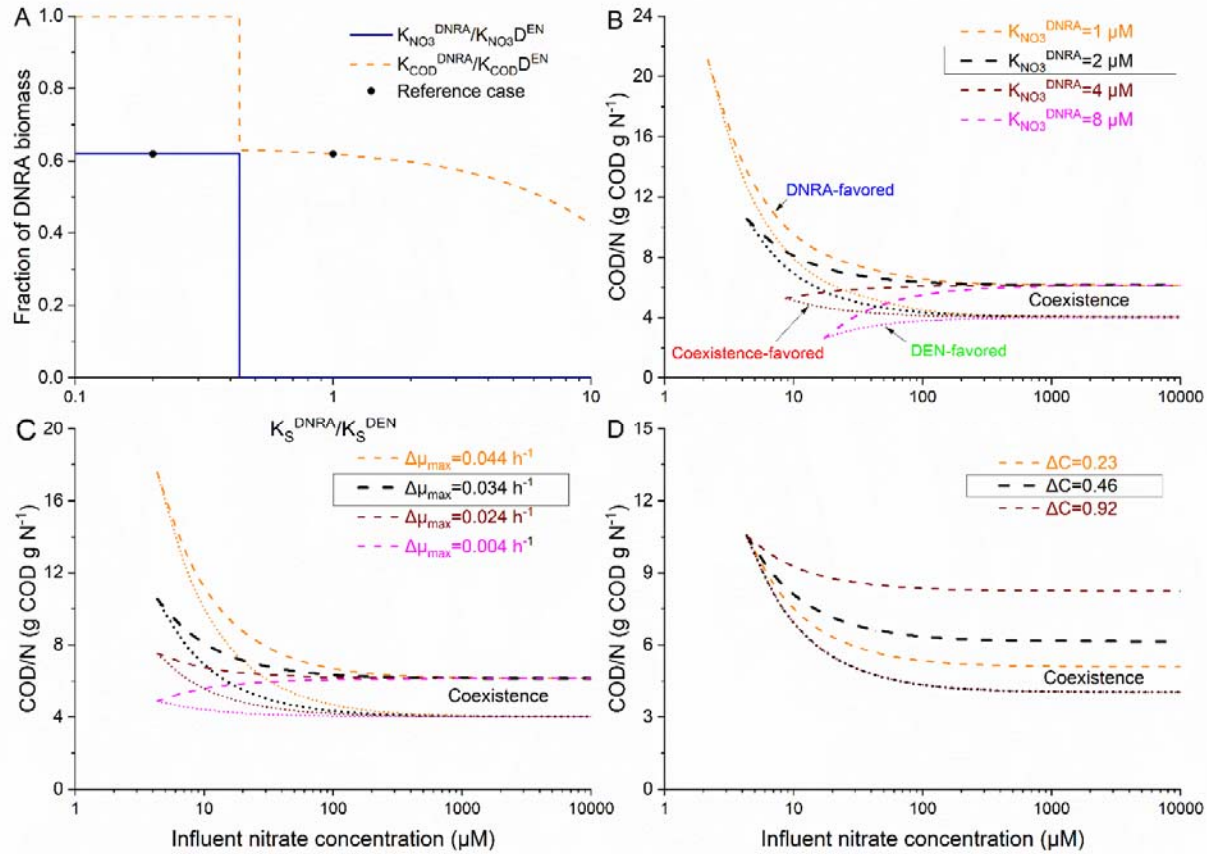 A
K_NO3^DNRA/K_NO3D^EN
K_COD^DNRA/K_CODD^EN
Reference case
Fraction of DNRA biomass
1.0
0.8
0.6
0.4
0.2
0.0
0.1
1
10
K_S^DNRA/K_S^DEN
B
K_NO3^DNRA=1 µM
K_NO3^DNRA=2 µM
K_NO3^DNRA=4 µM
K_NO3^DNRA=8 µM
DNRA-favored
Coexistence
Coexistence-favored
DEN-favored
COD/N (g COD g N⁻¹)
24
20
16
12
8
4
0
1
10
100
1000
10000
C
Δµmax=0.044 h⁻¹
Δµmax=0.034 h⁻¹
Δµmax=0.024 h⁻¹
Δµmax=0.004 h⁻¹
Coexistence
COD/N (g COD g N⁻¹)
20
16
12
8
4
0
1
10
100
1000
10000
Influent nitrate concentration (µM)
D
ΔC=0.23
ΔC=0.46
ΔC=0.92
Coexistence
COD/N (g COD g N⁻¹)
15
12
9
6
3
0
1
10
100
1000
10000
Influent nitrate concentration (µM)